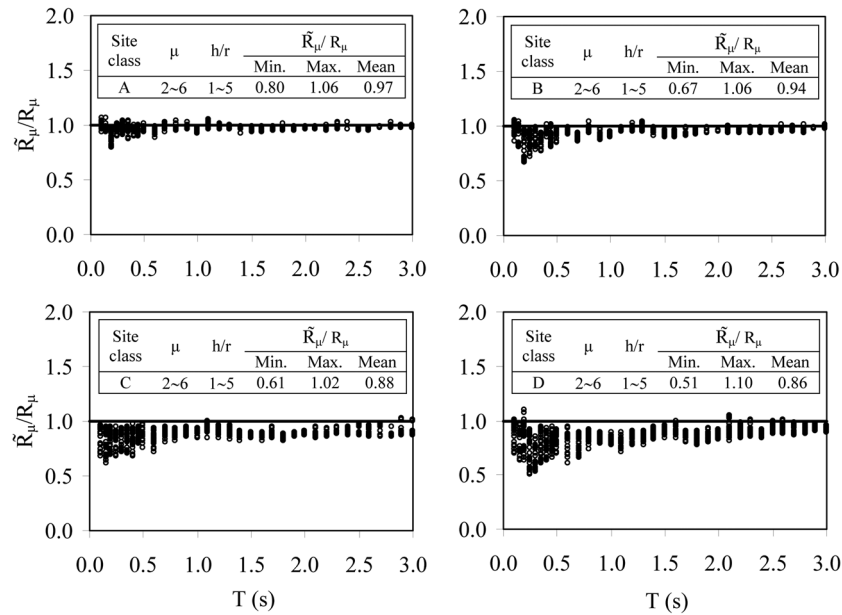 2.0
1.5
1.0
0.5
0.0
R̃μ/Rμ
Site class μ h/r R̃μ/ Rμ
Min. Max. Mean
A 2~6 1~5 0.80 1.06 0.97
0.0 0.5 1.0 1.5 2.0 2.5 3.0
2.0
1.5
1.0
0.5
0.0
R̃μ/Rμ
Site class μ h/r R̃μ/ Rμ
Min. Max. Mean
B 2~6 1~5 0.67 1.06 0.94
0.0 0.5 1.0 1.5 2.0 2.5 3.0
2.0
1.5
1.0
0.5
0.0
R̃μ/Rμ
Site class μ h/r R̃μ/ Rμ
Min. Max. Mean
C 2~6 1~5 0.61 1.02 0.88
0.0 0.5 1.0 1.5 2.0 2.5 3.0
T (s)
2.0
1.5
1.0
0.5
0.0
R̃μ/Rμ
Site class μ h/r R̃μ/ Rμ
Min. Max. Mean
D 2~6 1~5 0.51 1.10 0.86
0.0 0.5 1.0 1.5 2.0 2.5 3.0
T (s)